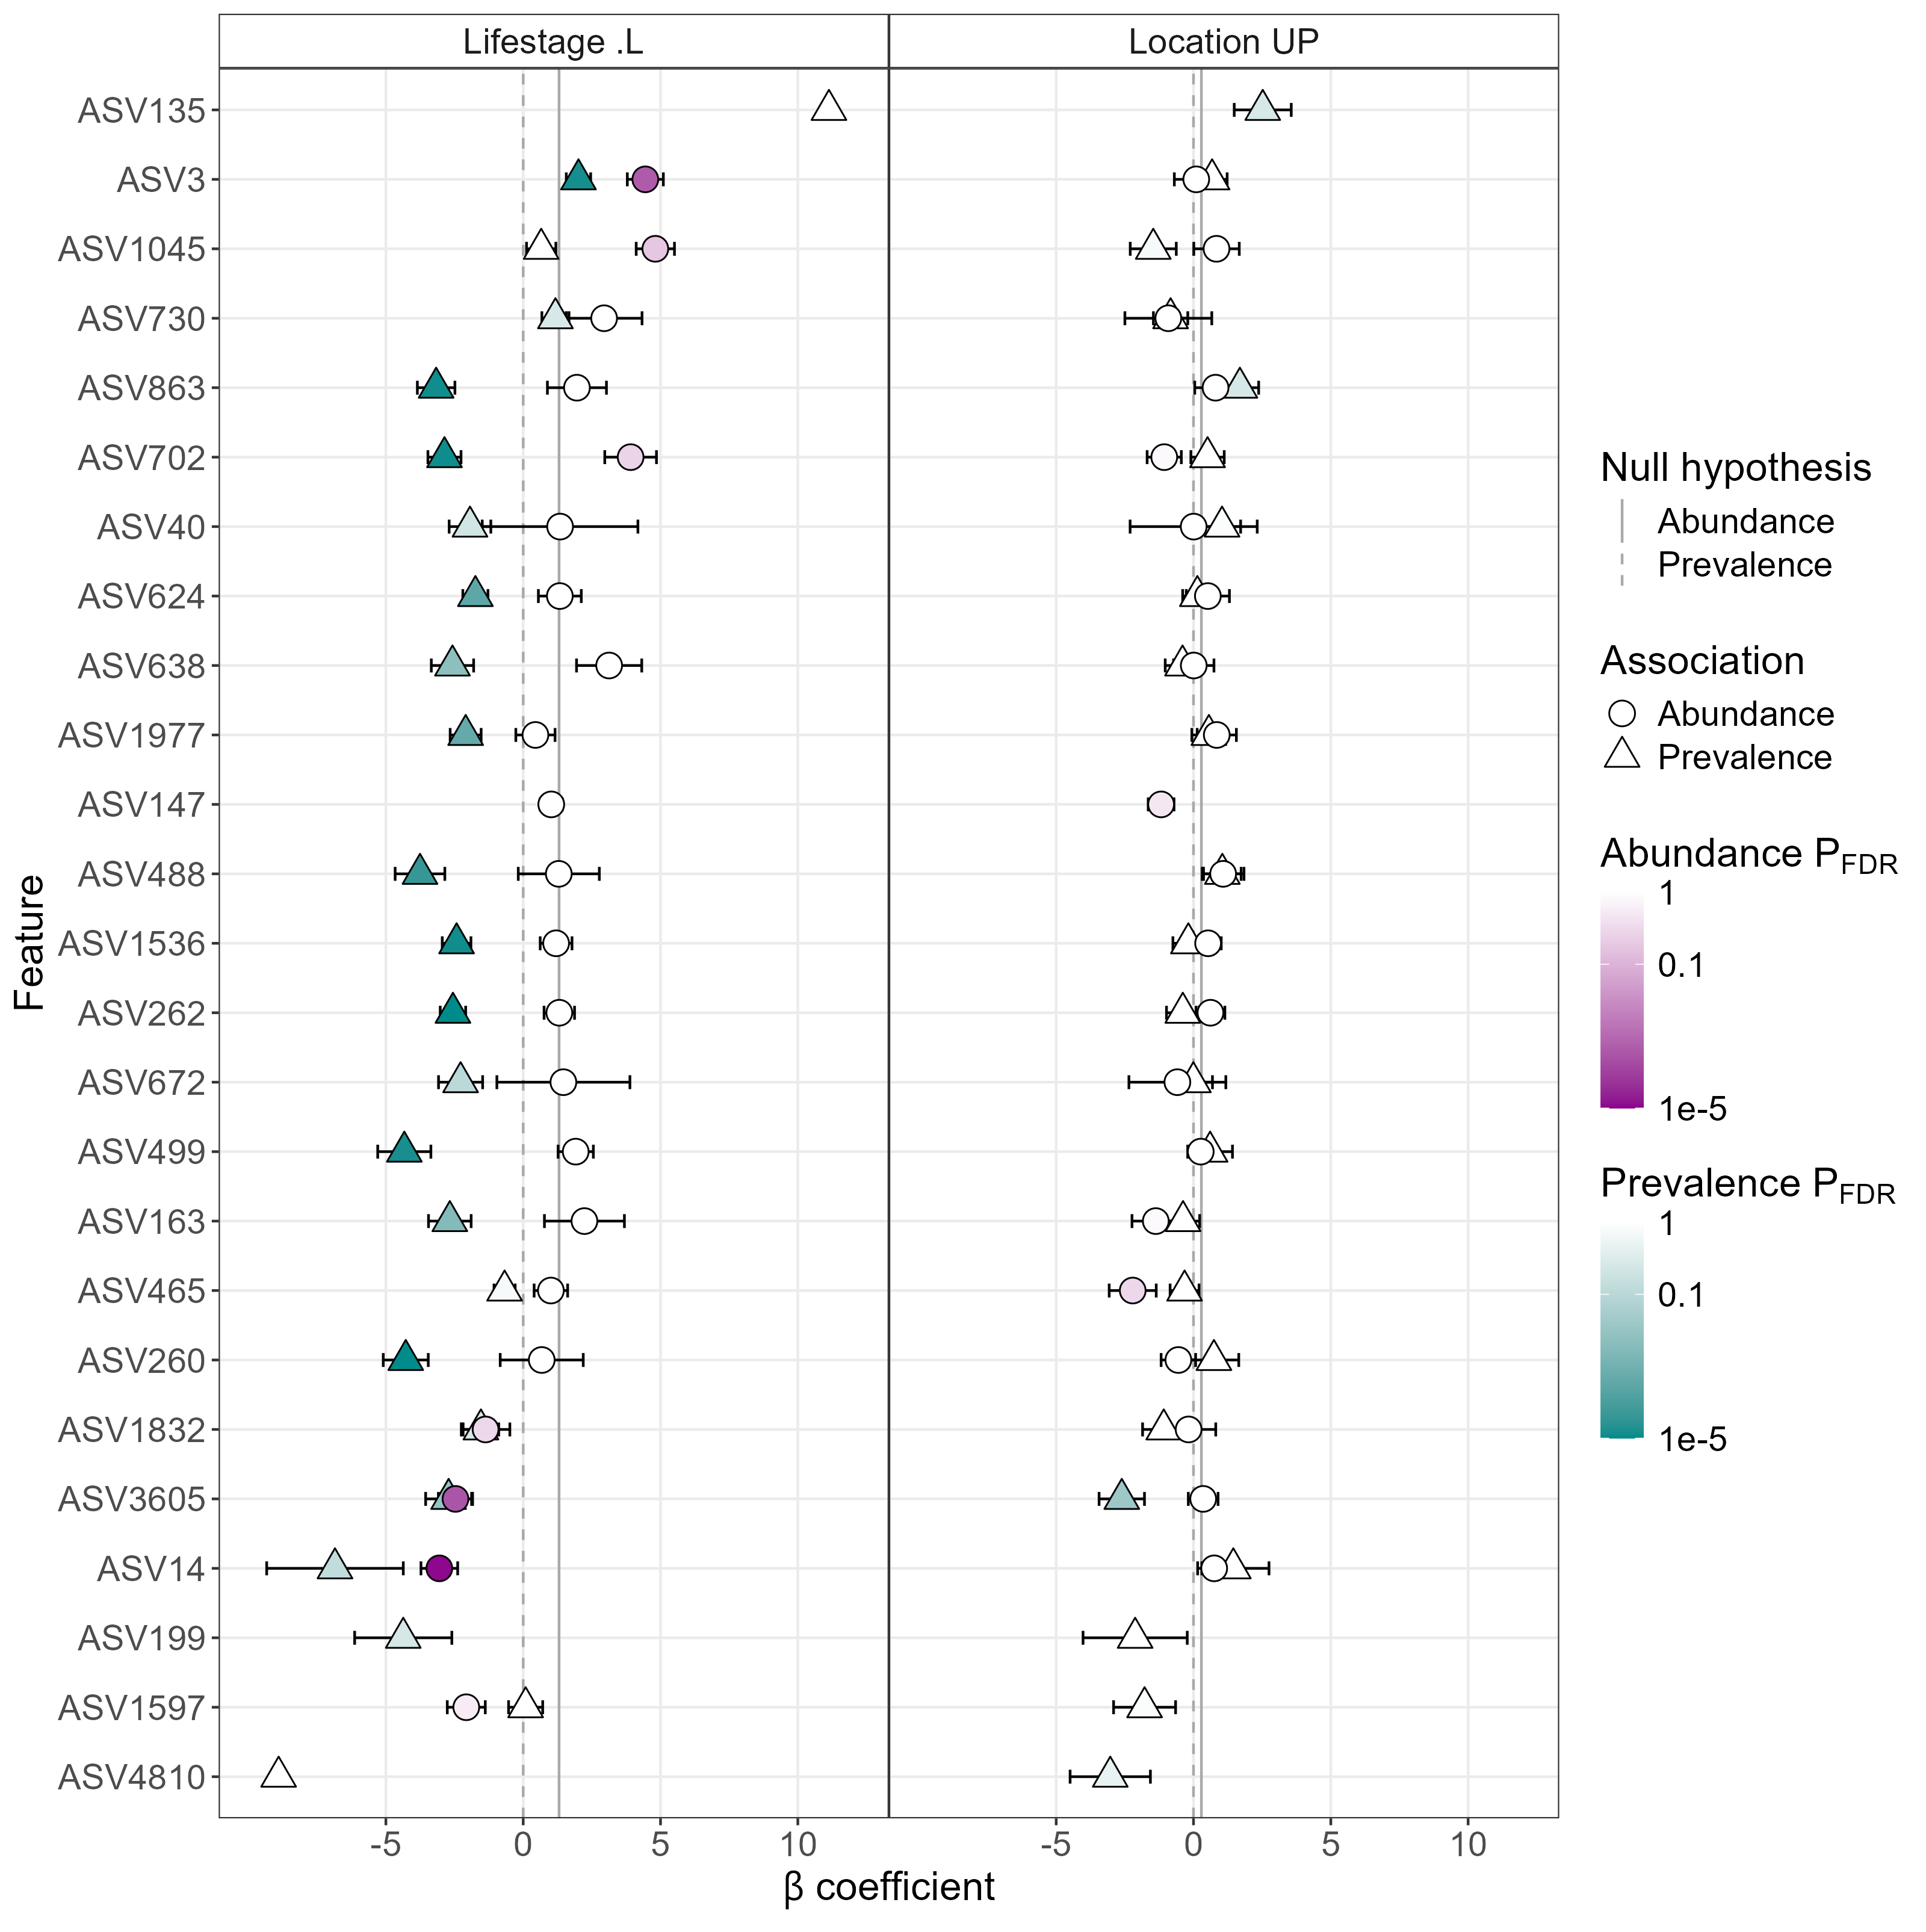 Lifestage .L
Location UP
ASV135
ASV3
ASV1045
ASV730
ASV863
ASV702
ASV40
ASV624
ASV638
ASV1977
ASV147
ASV488
ASV1536
ASV262
ASV672
ASV499
ASV163
ASV465
ASV260
ASV1832
ASV3605
ASV14
ASV199
ASV1597
ASV4810
Feature
-5 0 5 10
-5 0 5 10
β coefficient
Null hypothesis
Abundance
Prevalence
Association
Abundance
Prevalence
Abundance PFDR
1
0.1
1e-5
Prevalence PFDR
1
0.1
1e-5